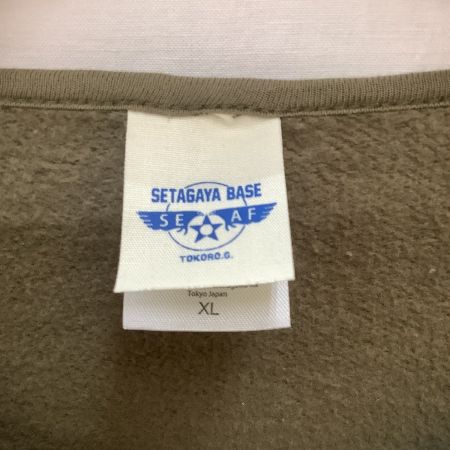 SETAGAYA BASE
SE AF
TOKORO.G.
Tokyo Japan
XL